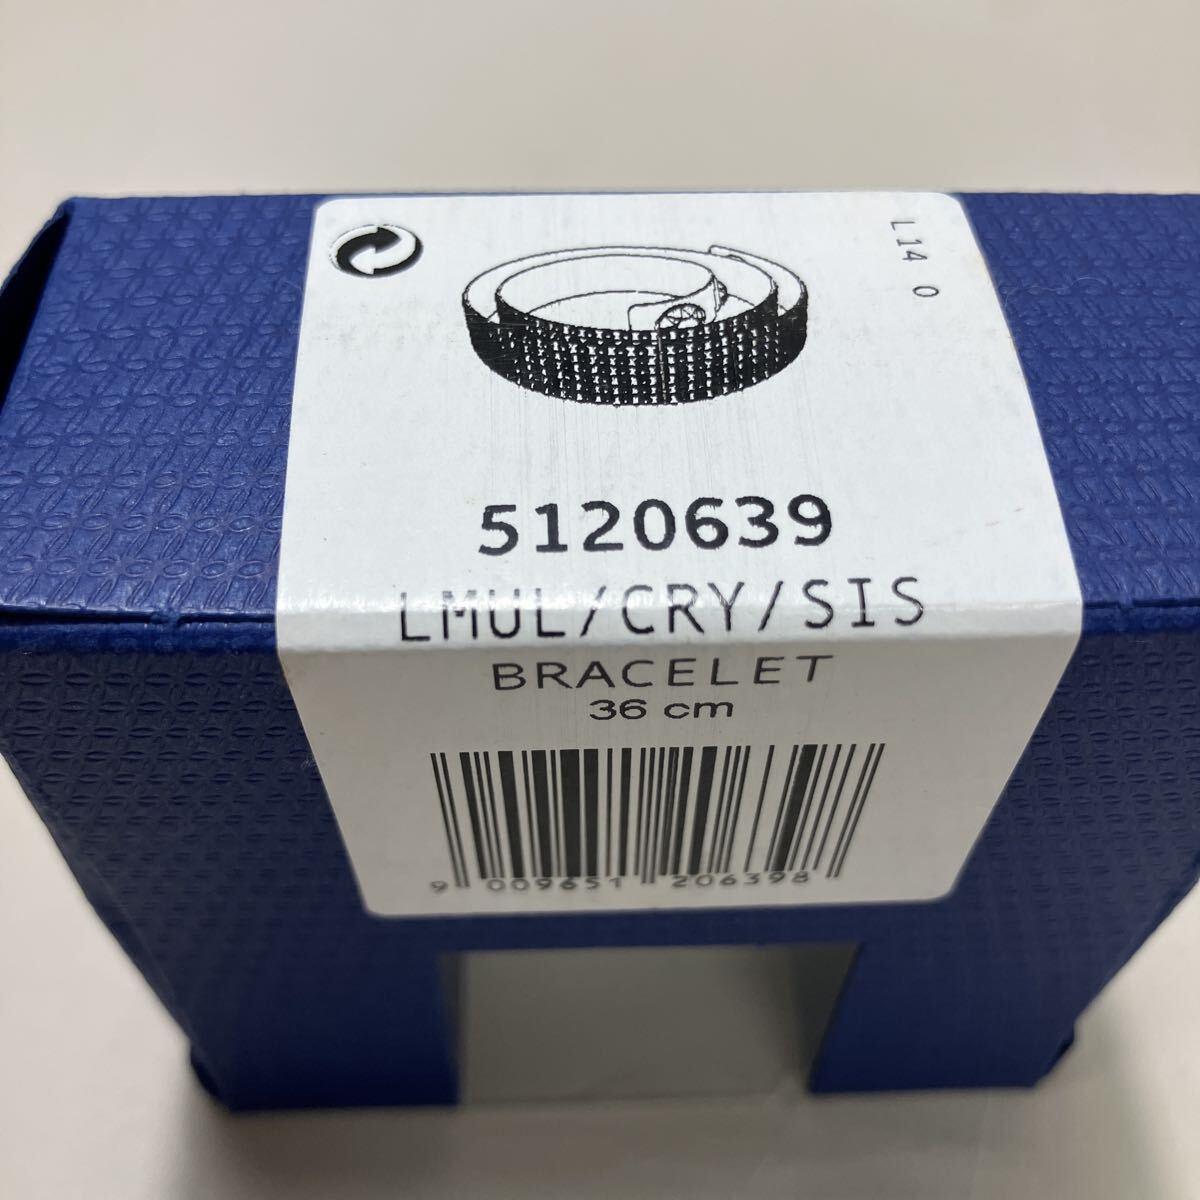 L14 0
5120639
LMUL/CRY/SIS
BRACELET
36 cm
9 009651 206398